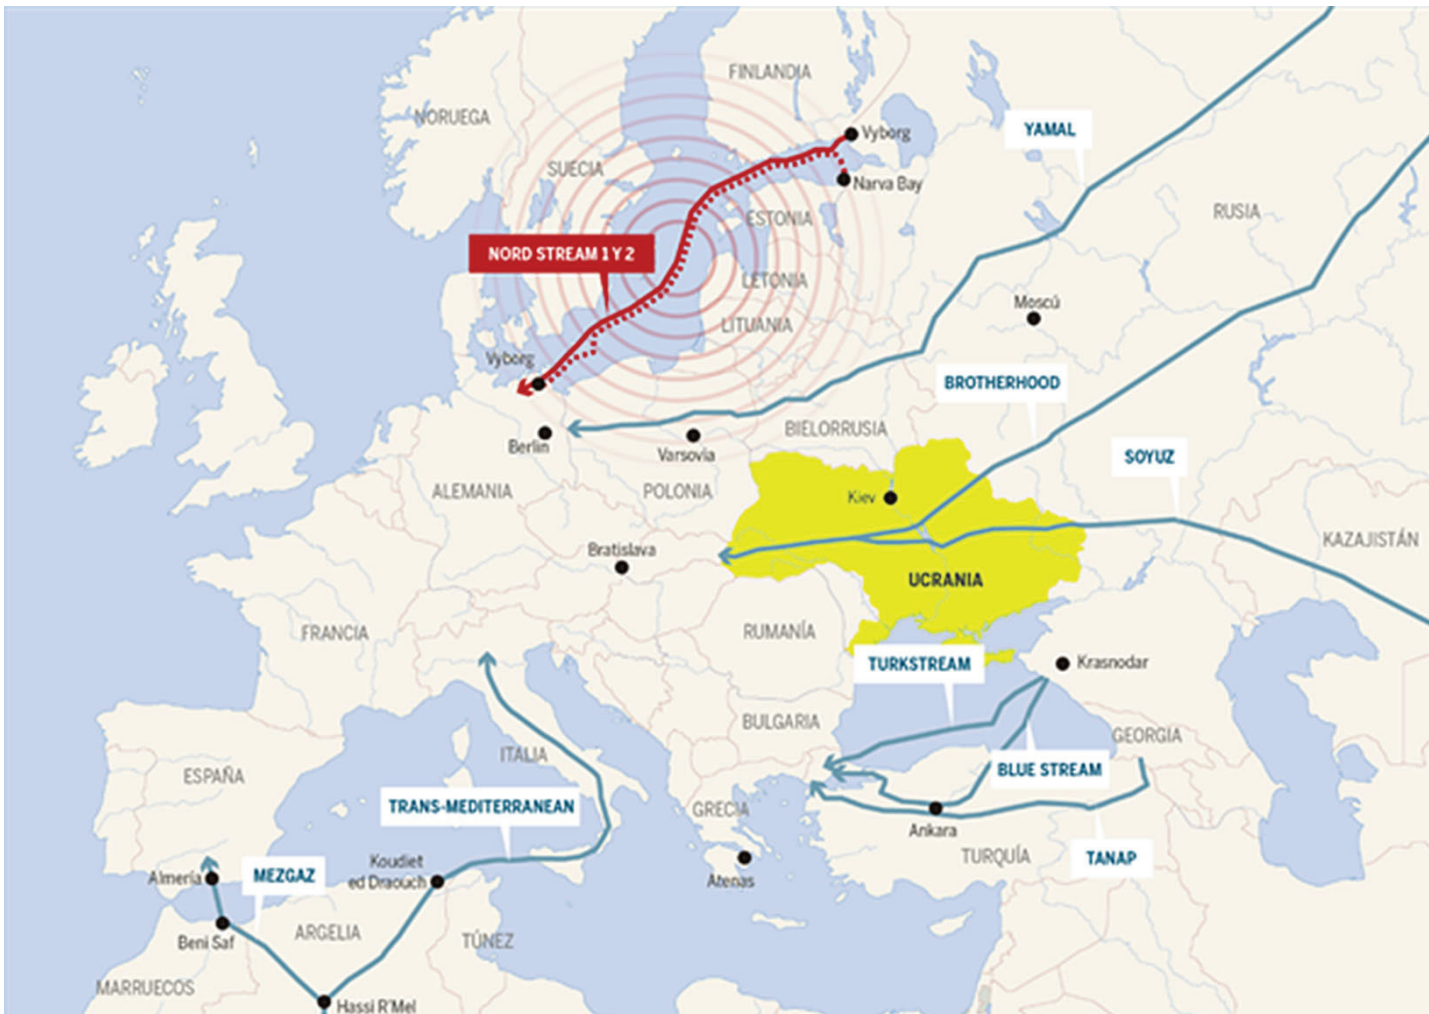 FINLANDIA
NORUEGA
YAMAL
Vyborg
SUECIA
Narva Bay
ESTONIA
RUSIA
NORD STREAM 1 Y 2
LETONIA
Moscú
LITUANIA
Vyborg
BROTHERHOOD
BIELORRUSIA
Berlin
Varsovia
SOYUZ
ALEMANIA
POLONIA
Kiev
KAZAJISTÁN
Bratislava
UCRANIA
FRANCIA
RUMANÍA
TURKSTREAM
Krasnodar
BULGARIA
GEORGIA
ITALIA
ESPAÑA
BLUE STREAM
TRANS-MEDITERRANEAN
GRECIA
Ankara
TURQUÍA
TANAP
Koudiet
ed Draouch
Almería
MEZGAZ
Atenas
Beni Saf
ARGELIA
TÚNEZ
MARRUECOS
Hassi R'Mel